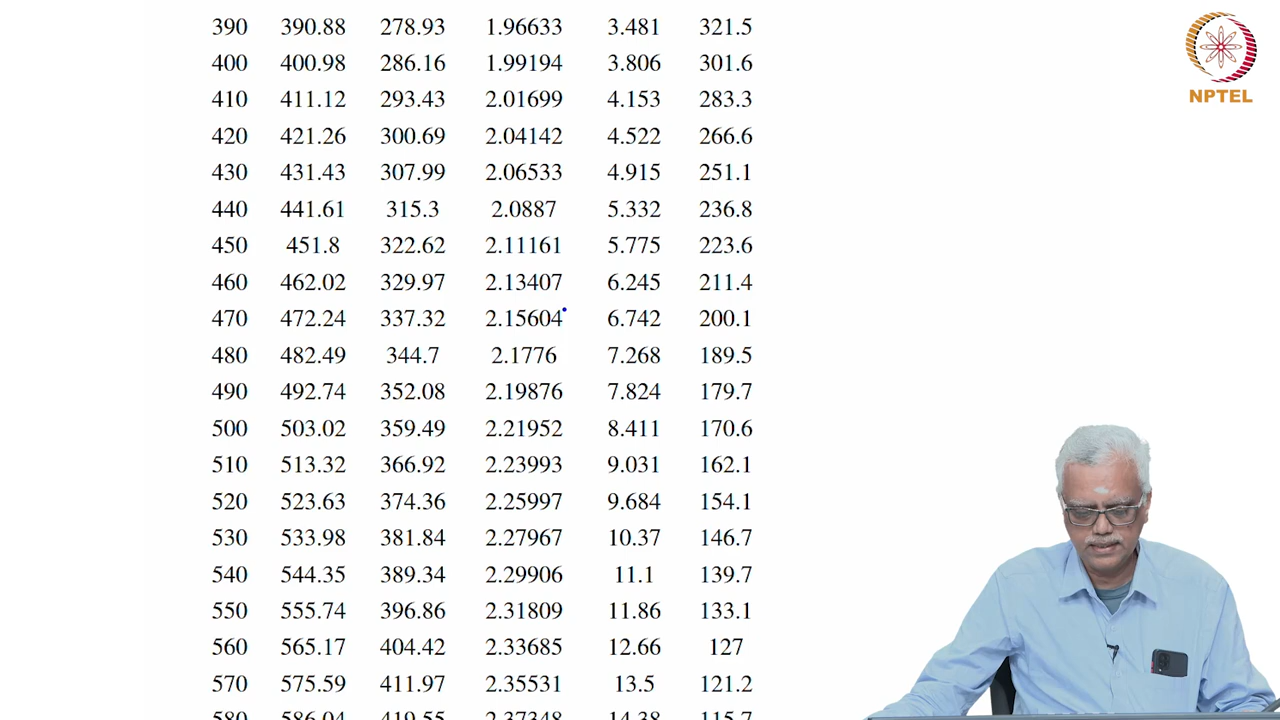 390 390.88 278.93 1.96633 3.481 321.5
400 400.98 286.16 1.99194 3.806 301.6
410 411.12 293.43 2.01699 4.153 283.3
420 421.26 300.69 2.04142 4.522 266.6
430 431.43 307.99 2.06533 4.915 251.1
440 441.61 315.3 2.0887 5.332 236.8
450 451.8 322.62 2.11161 5.775 223.6
460 462.02 329.97 2.13407 6.245 211.4
470 472.24 337.32 2.15604 6.742 200.1
480 482.49 344.7 2.1776 7.268 189.5
490 492.74 352.08 2.19876 7.824 179.7
500 503.02 359.49 2.21952 8.411 170.6
510 513.32 366.92 2.23993 9.031 162.1
520 523.63 374.36 2.25997 9.684 154.1
530 533.98 381.84 2.27967 10.37 146.7
540 544.35 389.34 2.29906 11.1 139.7
550 555.74 396.86 2.31809 11.86 133.1
560 565.17 404.42 2.33685 12.66 127
570 575.59 411.97 2.35531 13.5 121.2
580 586.04 419.55 2.37348 14.38 115.7
NPTEL